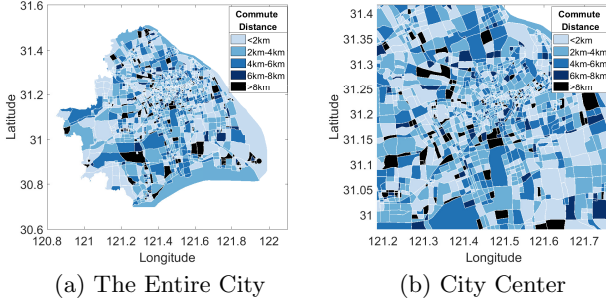 31.6
31.4
31.2
31
30.8
30.6
Latitude
120.8 121 121.2 121.4 121.6 121.8 122
Longitude
Commute
Distance
<2km
2km-4km
4km-6km
6km-8km
>8km
(a) The Entire City
31.4
31.35
31.3
31.25
31.2
31.15
31.1
31.05
31
Latitude
121.2 121.3 121.4 121.5 121.6 121.7
Longitude
Commute
Distance
<2km
2km-4km
4km-6km
6km-8km
>8km
(b) City Center